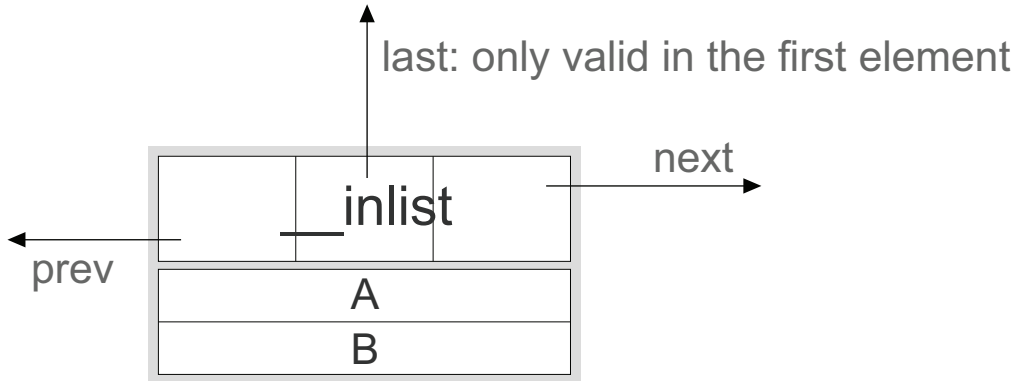 last: only valid in the first element
next
__inlist
prev
A
B